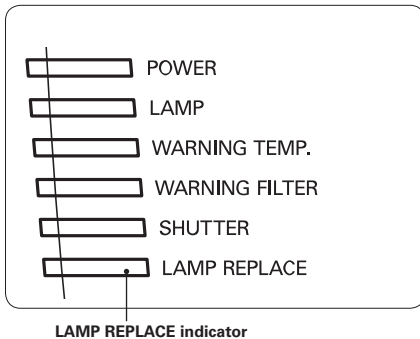 POWER
LAMP
WARNING TEMP.
WARNING FILTER
SHUTTER
LAMP REPLACE
LAMP REPLACE indicator